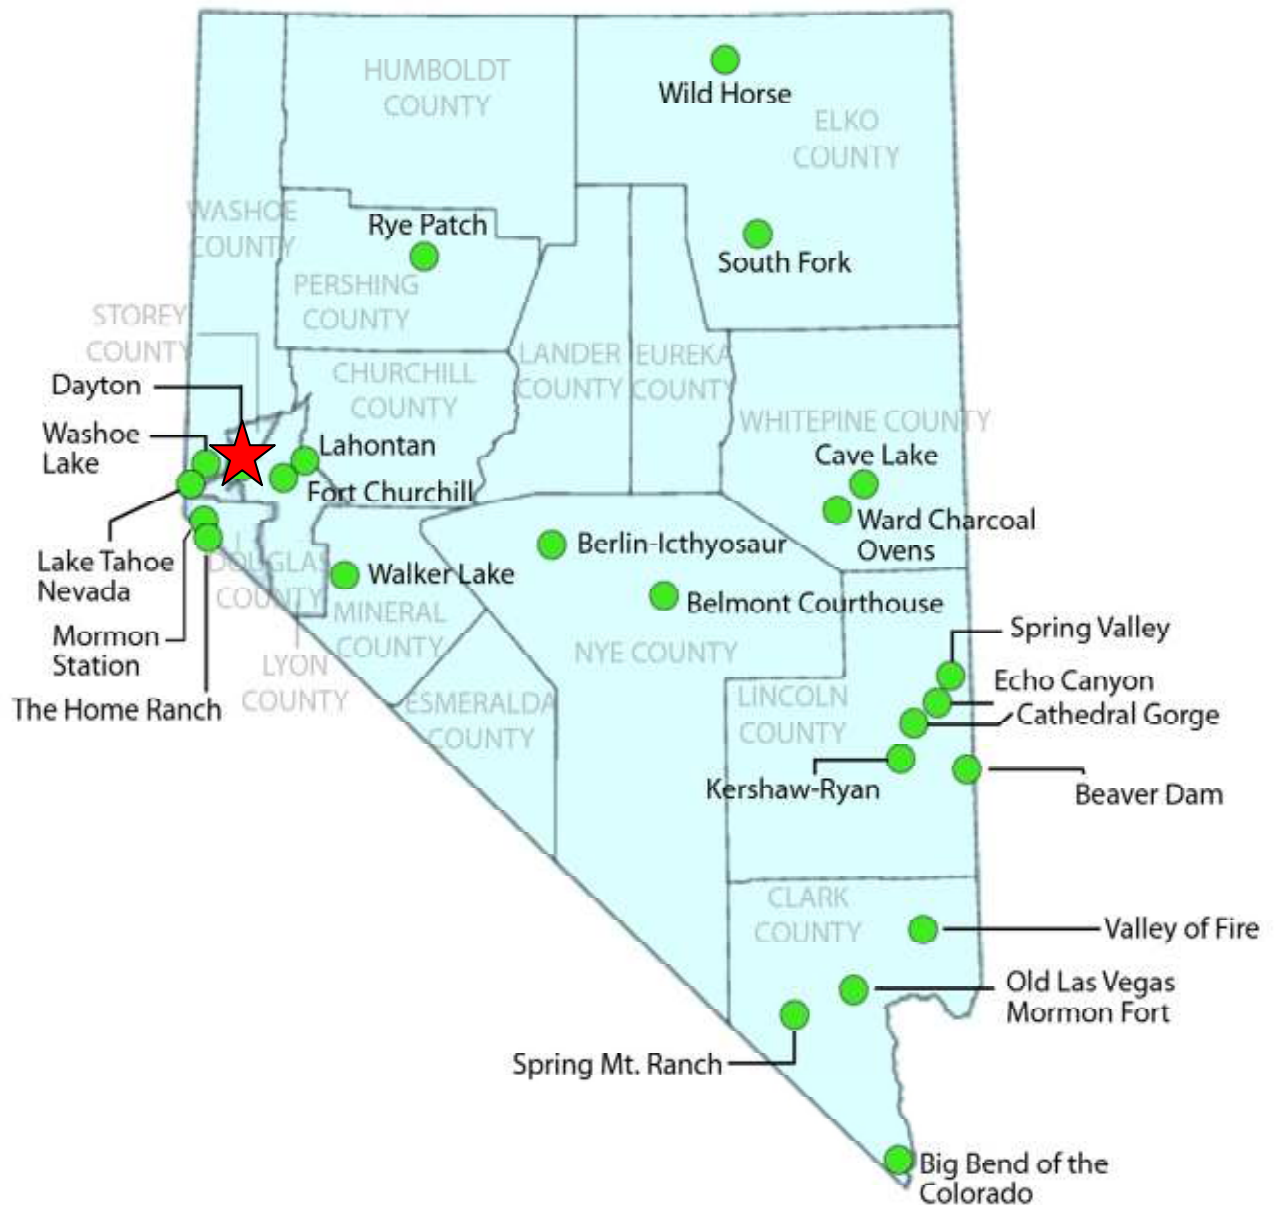 HUMBOLDT
COUNTY
Wild Horse
ELKO
COUNTY
WASHOE
COUNTY
Rye Patch
South Fork
PERSHING
COUNTY
STOREY
COUNTY
LANDER
COUNTY
EUREKA
COUNTY
CHURCHILL
COUNTY
Dayton
WHITEPINE COUNTY
Washoe
Lake
Lahontan
Cave Lake
Fort Churchill
Ward Charcoal
Ovens
Berlin-Icthyosaur
Lake Tahoe
Nevada
DOUGLAS
COUNTY
Walker Lake
Belmont Courthouse
MINERAL
COUNTY
Mormon
Station
Spring Valley
NYE COUNTY
LYON
COUNTY
Echo Canyon
The Home Ranch
ESMERALDA
COUNTY
LINCOLN
COUNTY
Cathedral Gorge
Kershaw-Ryan
Beaver Dam
CLARK
COUNTY
Valley of Fire
Old Las Vegas
Mormon Fort
Spring Mt. Ranch
Big Bend of the
Colorado